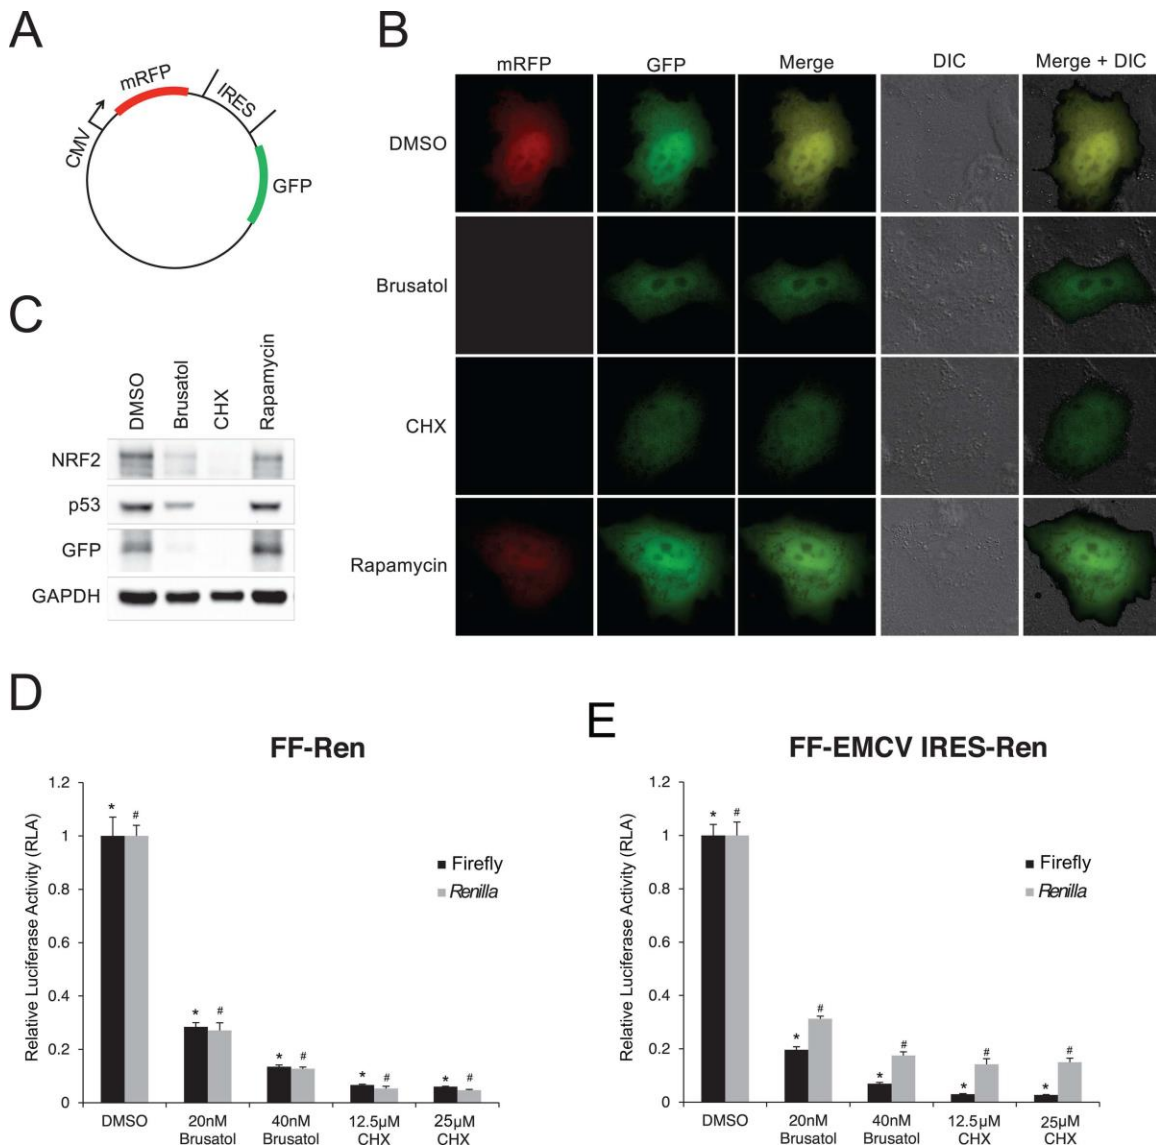 A
CMV
mRFP
IRES
GFP
B
mRFP
GFP
Merge
DIC
Merge + DIC
DMSO
Brusatol
CHX
Rapamycin
C
DMSO
Brusatol
CHX
Rapamycin
NRF2
p53
GFP
GAPDH
D
FF-Ren
Relative Luciferase Activity (RLA)
1.2
1
0.8
0.6
0.4
0.2
0
* #
* #
* #
* #
* #
Firefly
Renilla
DMSO
20nM
Brusatol
40nM
Brusatol
12.5µM
CHX
25µM
CHX
E
FF-EMCV IRES-Ren
Relative Luciferase Activity (RLA)
1.2
1
0.8
0.6
0.4
0.2
0
* #
* #
* #
* #
* #
Firefly
Renilla
DMSO
20nM
Brusatol
40nM
Brusatol
12.5µM
CHX
25µM
CHX